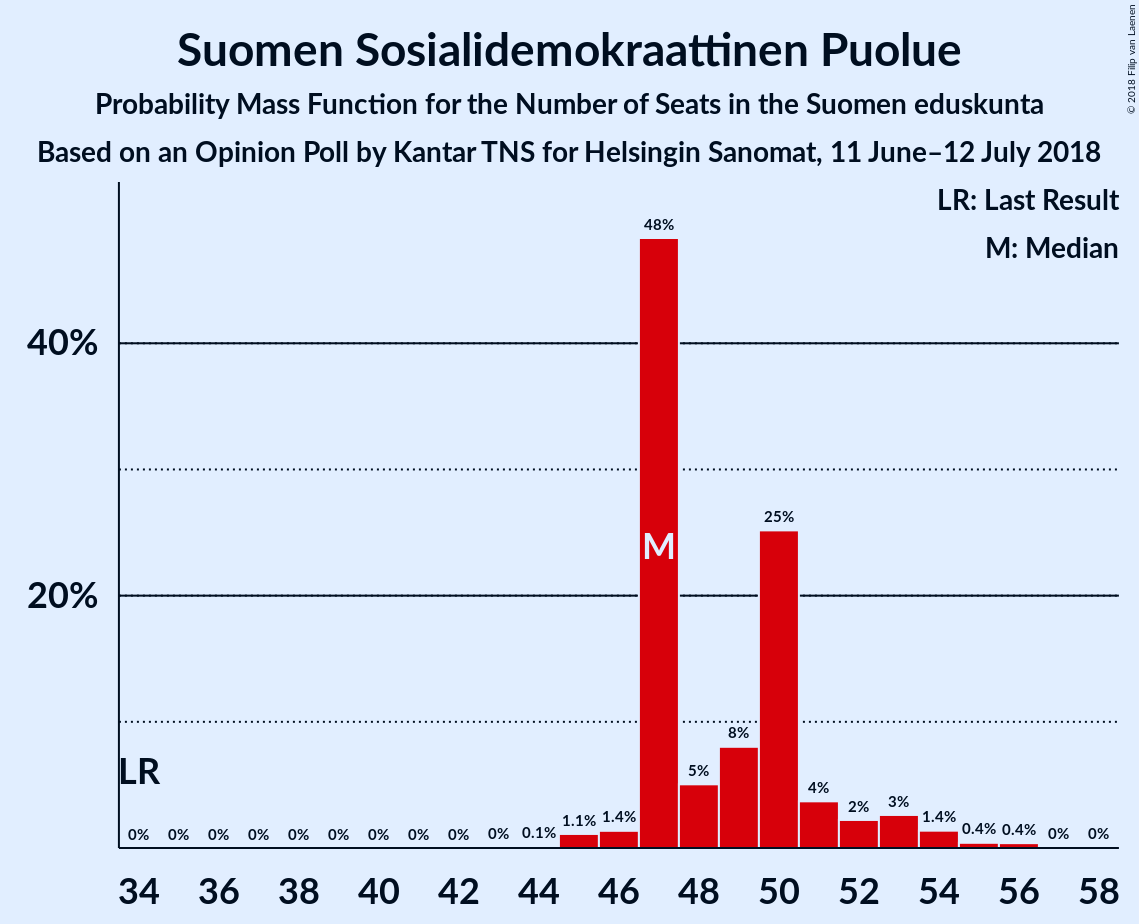 Suomen Sosialidemokraattinen Puolue
Probability Mass Function for the Number of Seats in the Suomen eduskunta
Based on an Opinion Poll by Kantar TNS for Helsingin Sanomat, 11 June–12 July 2018
© 2018 Filip van Laenen
LR: Last Result
M: Median
40%
20%
LR
M
0% 0% 0% 0% 0% 0% 0% 0% 0% 0% 0.1% 1.1% 1.4% 48% 5% 8% 25% 4% 2% 3% 1.4% 0.4% 0.4% 0% 0%
34 36 38 40 42 44 46 48 50 52 54 56 58